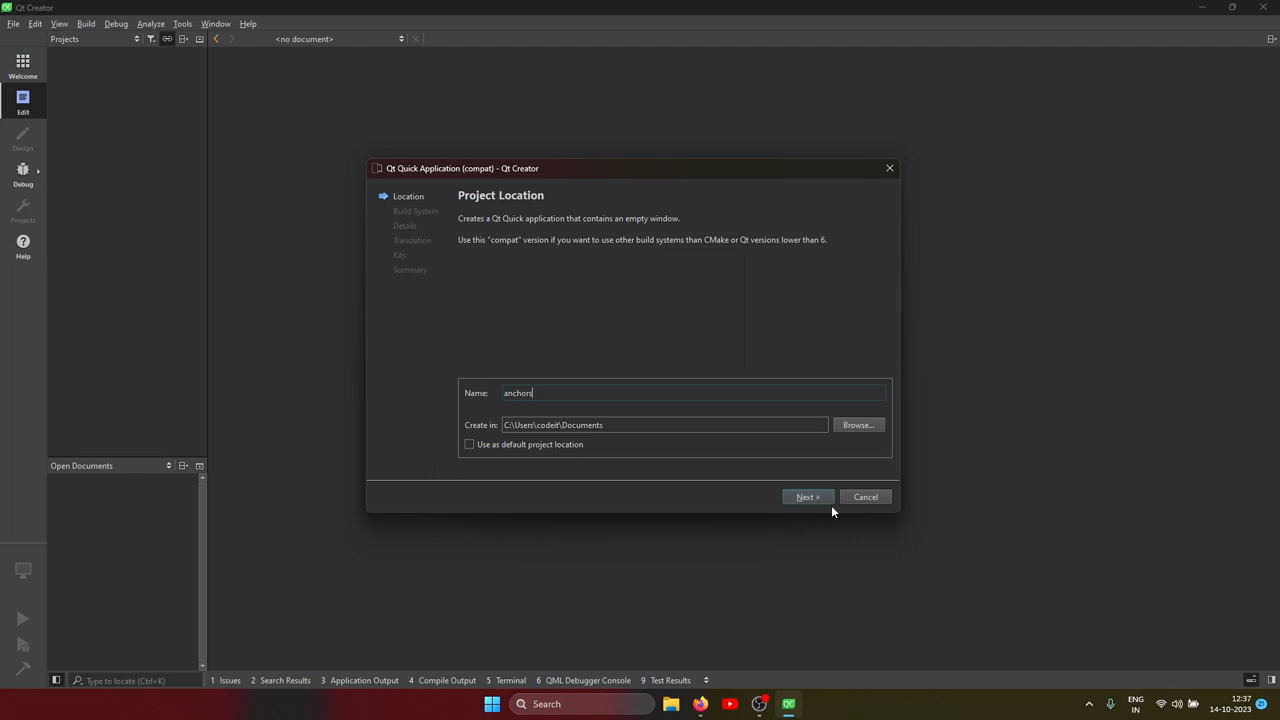 QC Qt Creator
File Edit View Build Debug Analyze Tools Window Help
Projects
<no document>
Welcome
Edit
Design
Debug
Projects
Help
Qt Quick Application (compat) - Qt Creator
Location
Build System
Details
Translation
Kits
Summary
Project Location
Creates a Qt Quick application that contains an empty window.
Use this "compat" version if you want to use other build systems than CMake or Qt versions lower than 6.
Name: anchors
Create in: C:\Users\codeit\Documents Browse...
Use as default project location
Next > Cancel
Open Documents
Type to locate (Ctrl+K) 1 Issues 2 Search Results 3 Application Output 4 Compile Output 5 Terminal 6 QML Debugger Console 9 Test Results
Search
QC
ENG
IN
12:37
14-10-2023
21